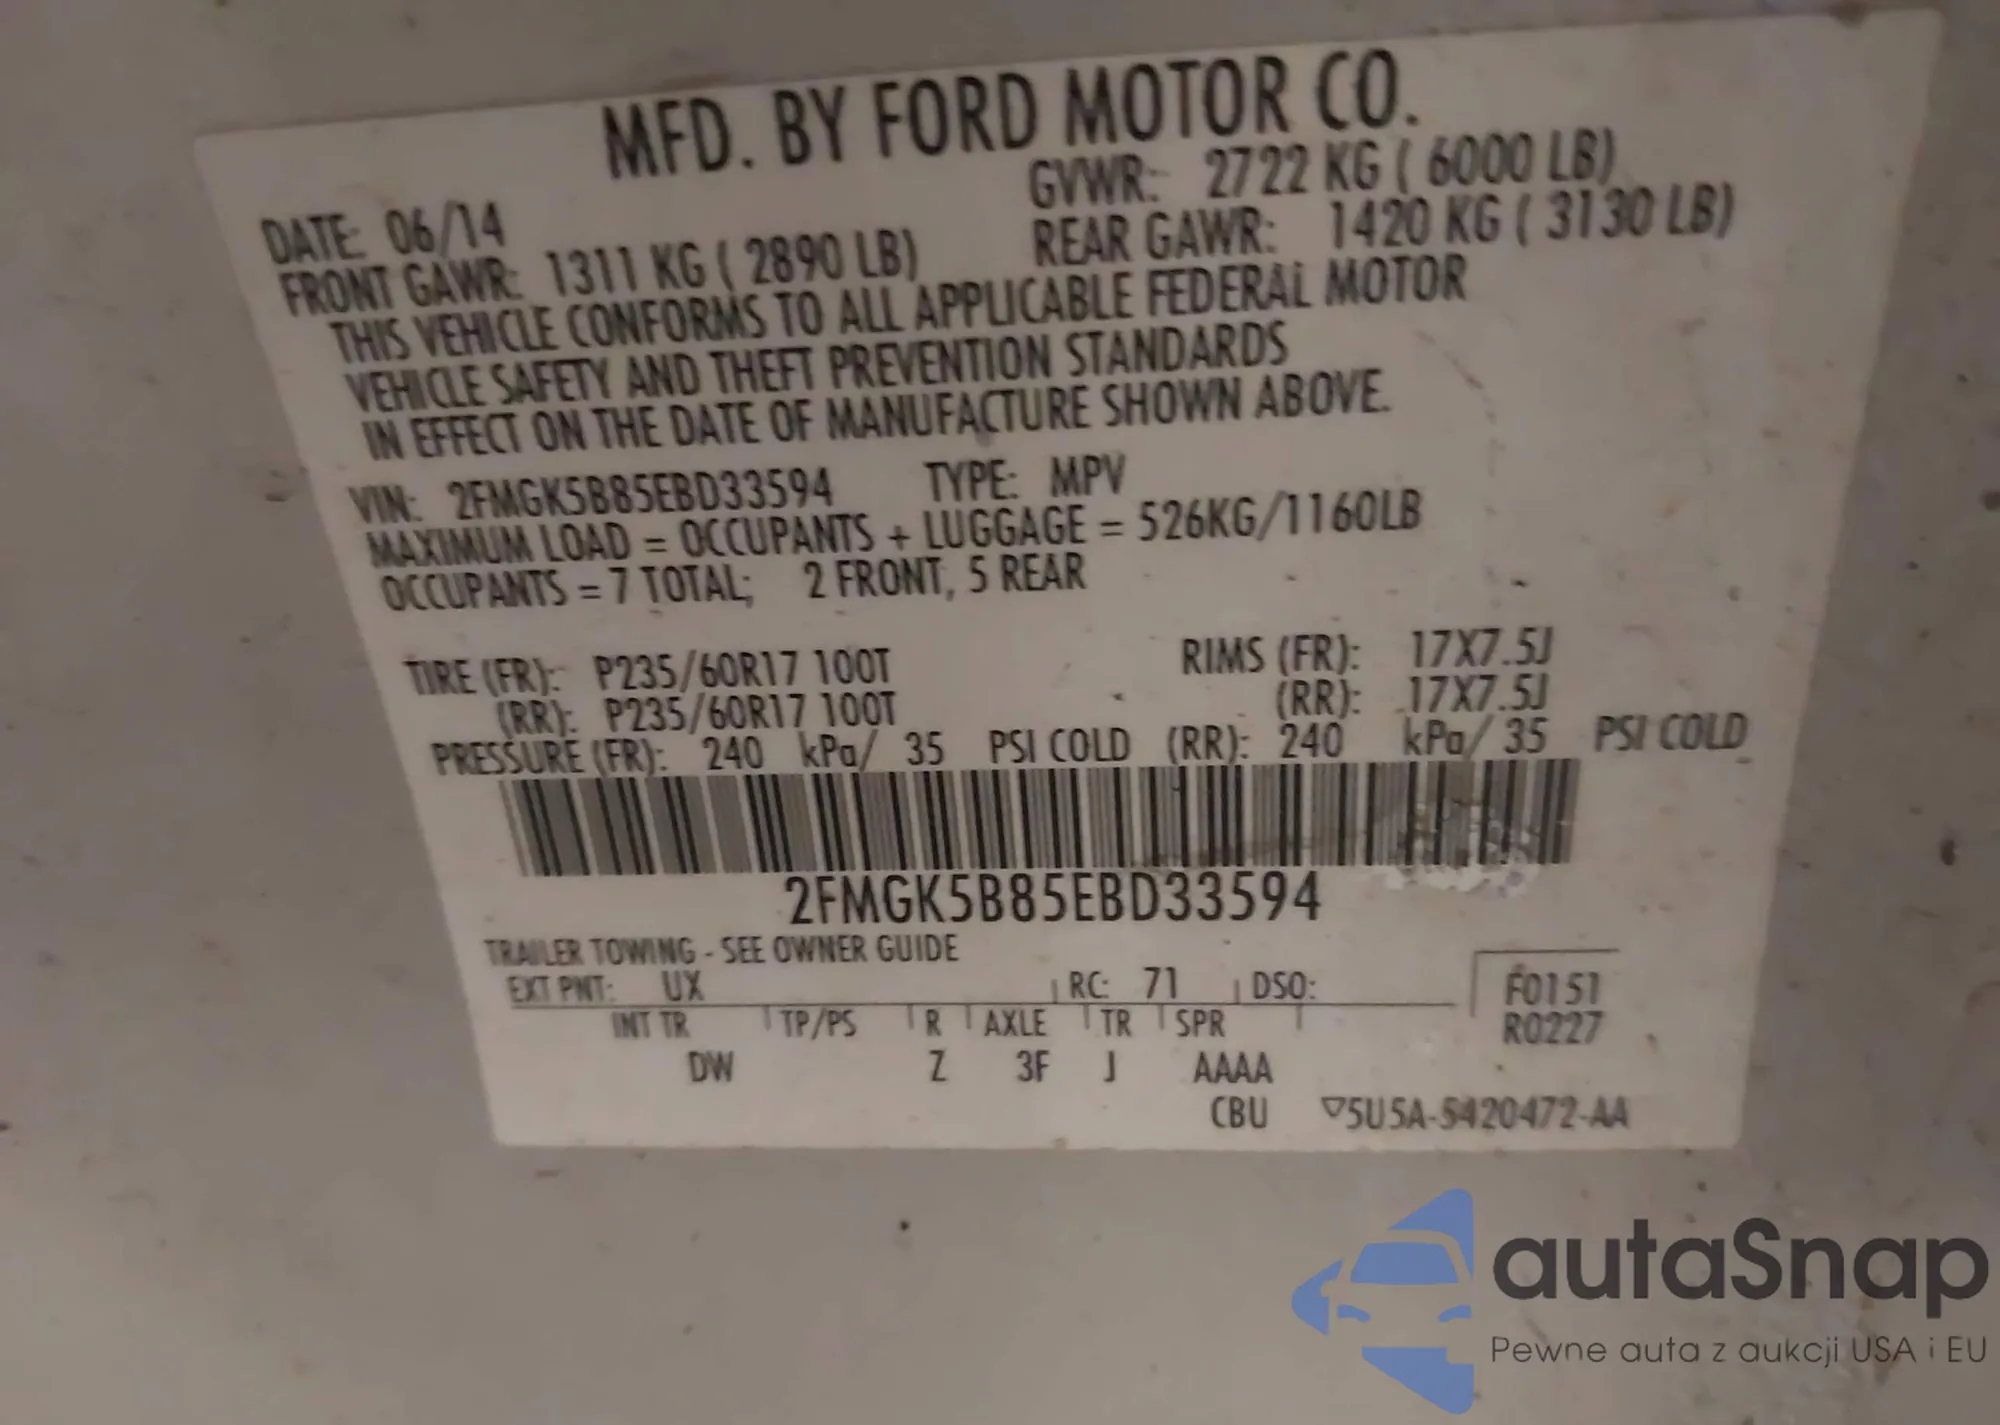 MFD. BY FORD MOTOR CO.
DATE: 06/14 GVWR: 2722 KG ( 6000 LB)
FRONT GAWR: 1311 KG ( 2890 LB) REAR GAWR: 1420 KG ( 3130 LB)
THIS VEHICLE CONFORMS TO ALL APPLICABLE FEDERAL MOTOR
VEHICLE SAFETY AND THEFT PREVENTION STANDARDS
IN EFFECT ON THE DATE OF MANUFACTURE SHOWN ABOVE.
VIN: 2FMGK5B85EBD33594 TYPE: MPV
MAXIMUM LOAD = OCCUPANTS + LUGGAGE = 526KG/1160LB
OCCUPANTS = 7 TOTAL; 2 FRONT, 5 REAR
TIRE (FR): P235/60R17 100T RIMS (FR): 17X7.5J
(RR): P235/60R17 100T (RR): 17X7.5J
PRESSURE (FR): 240 kPa/ 35 PSI COLD (RR): 240 kPa/ 35 PSI COLD
2FMGK5B85EBD33594
TRAILER TOWING - SEE OWNER GUIDE
EXT PNT: UX RC: 71 DSO: F0151
INT TR TP/PS R AXLE TR SPR R0227
DW Z 3F J AAAA
CBU ▽5U5A-5420472-AA
autaSnap
Pewne auta z aukcji USA i EU